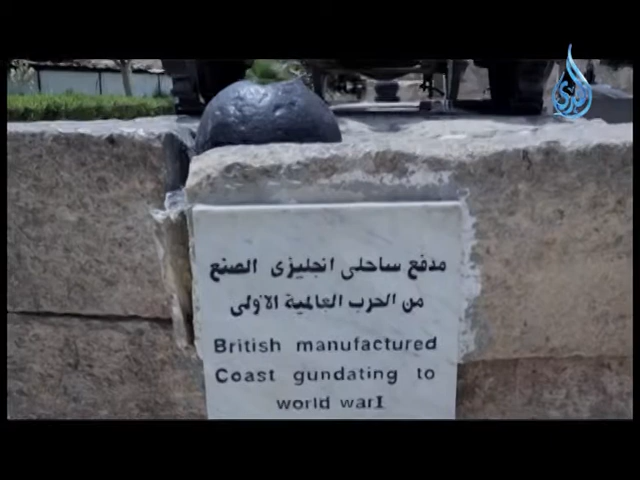 مدفع ساحلى انجليزى الصنع
من الحرب العالمية الاولى
British manufactured
Coast gundating to
world warI